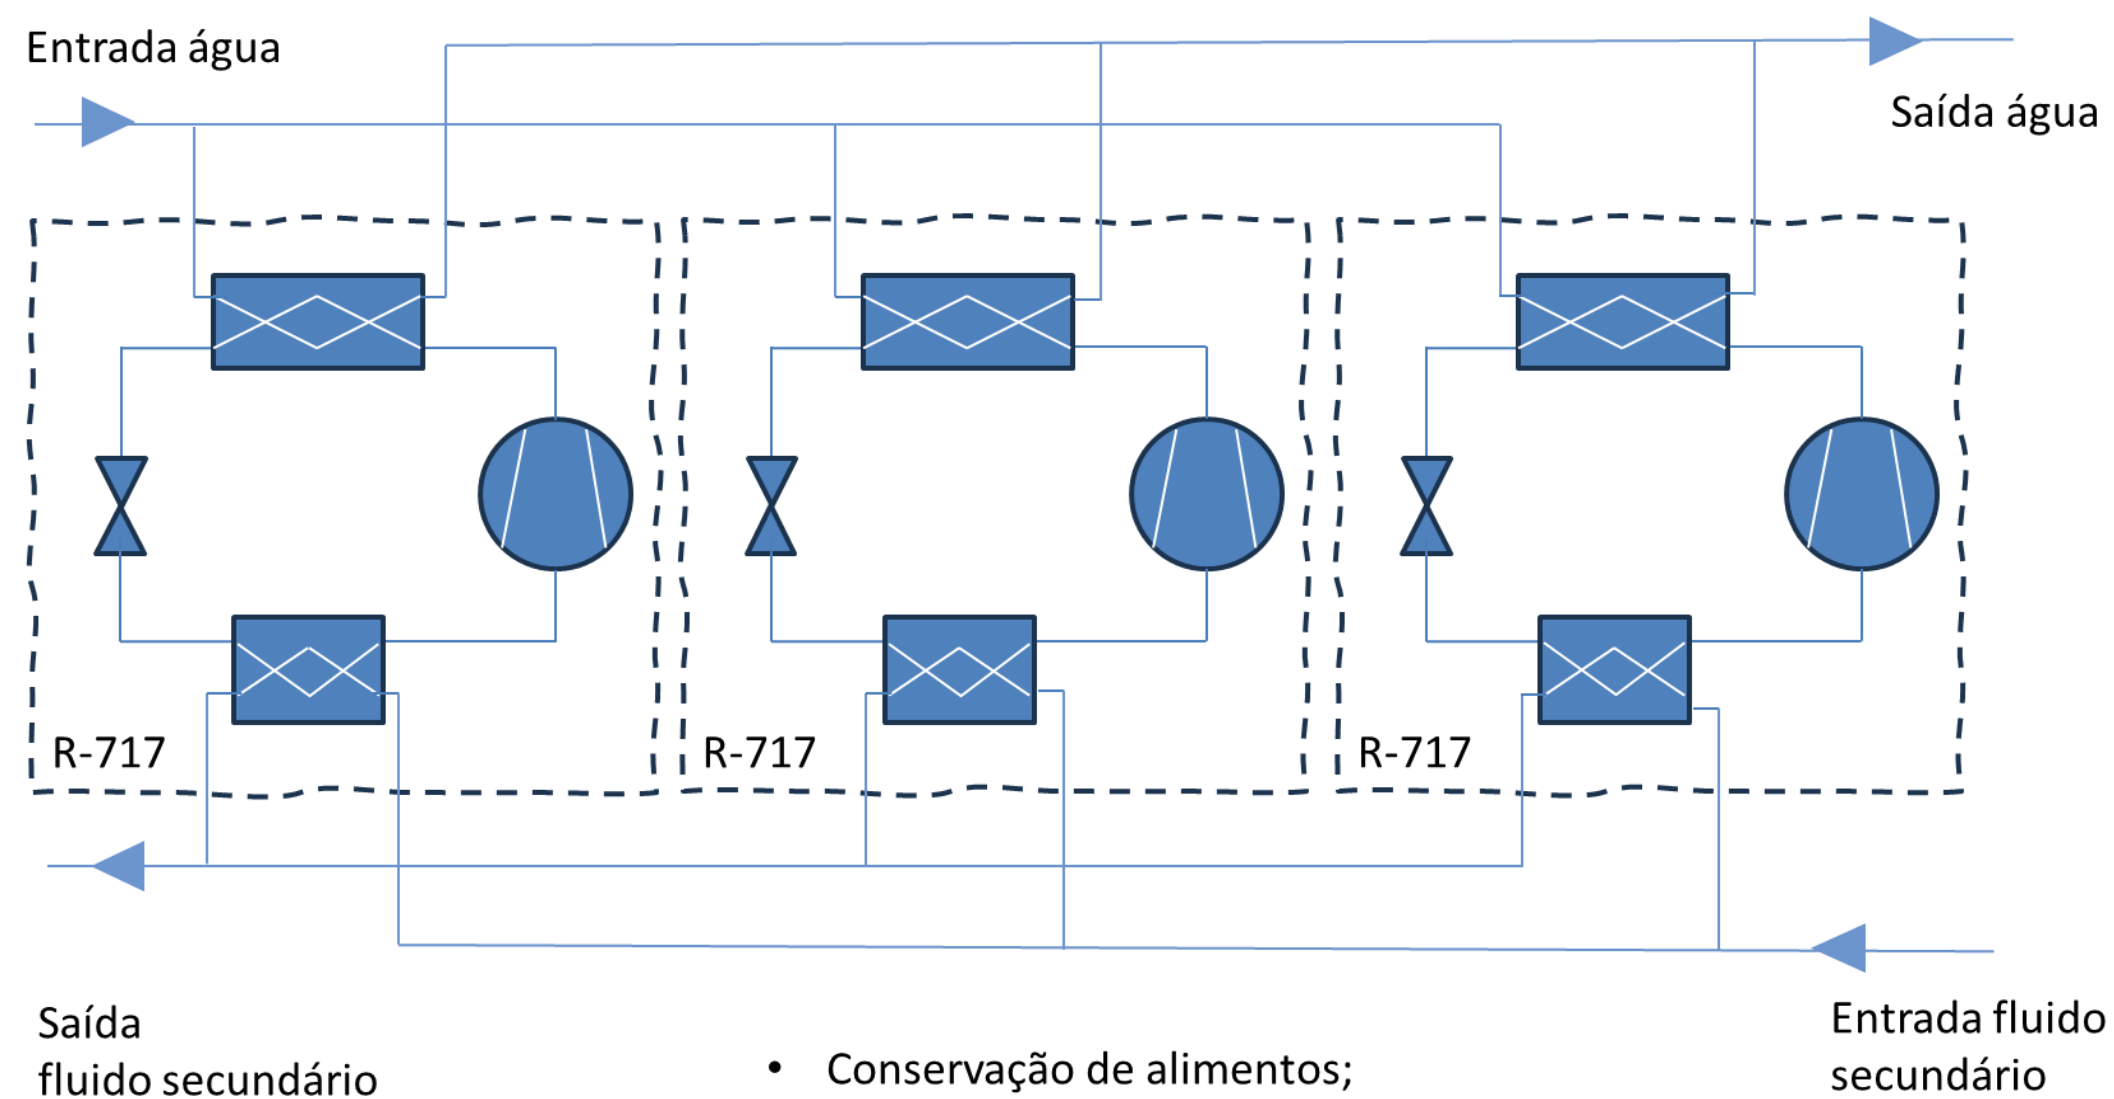 Entrada água
Saída água
R-717
R-717
R-717
Saída
fluido secundário
• Conservação de alimentos;
Entrada fluido
secundário